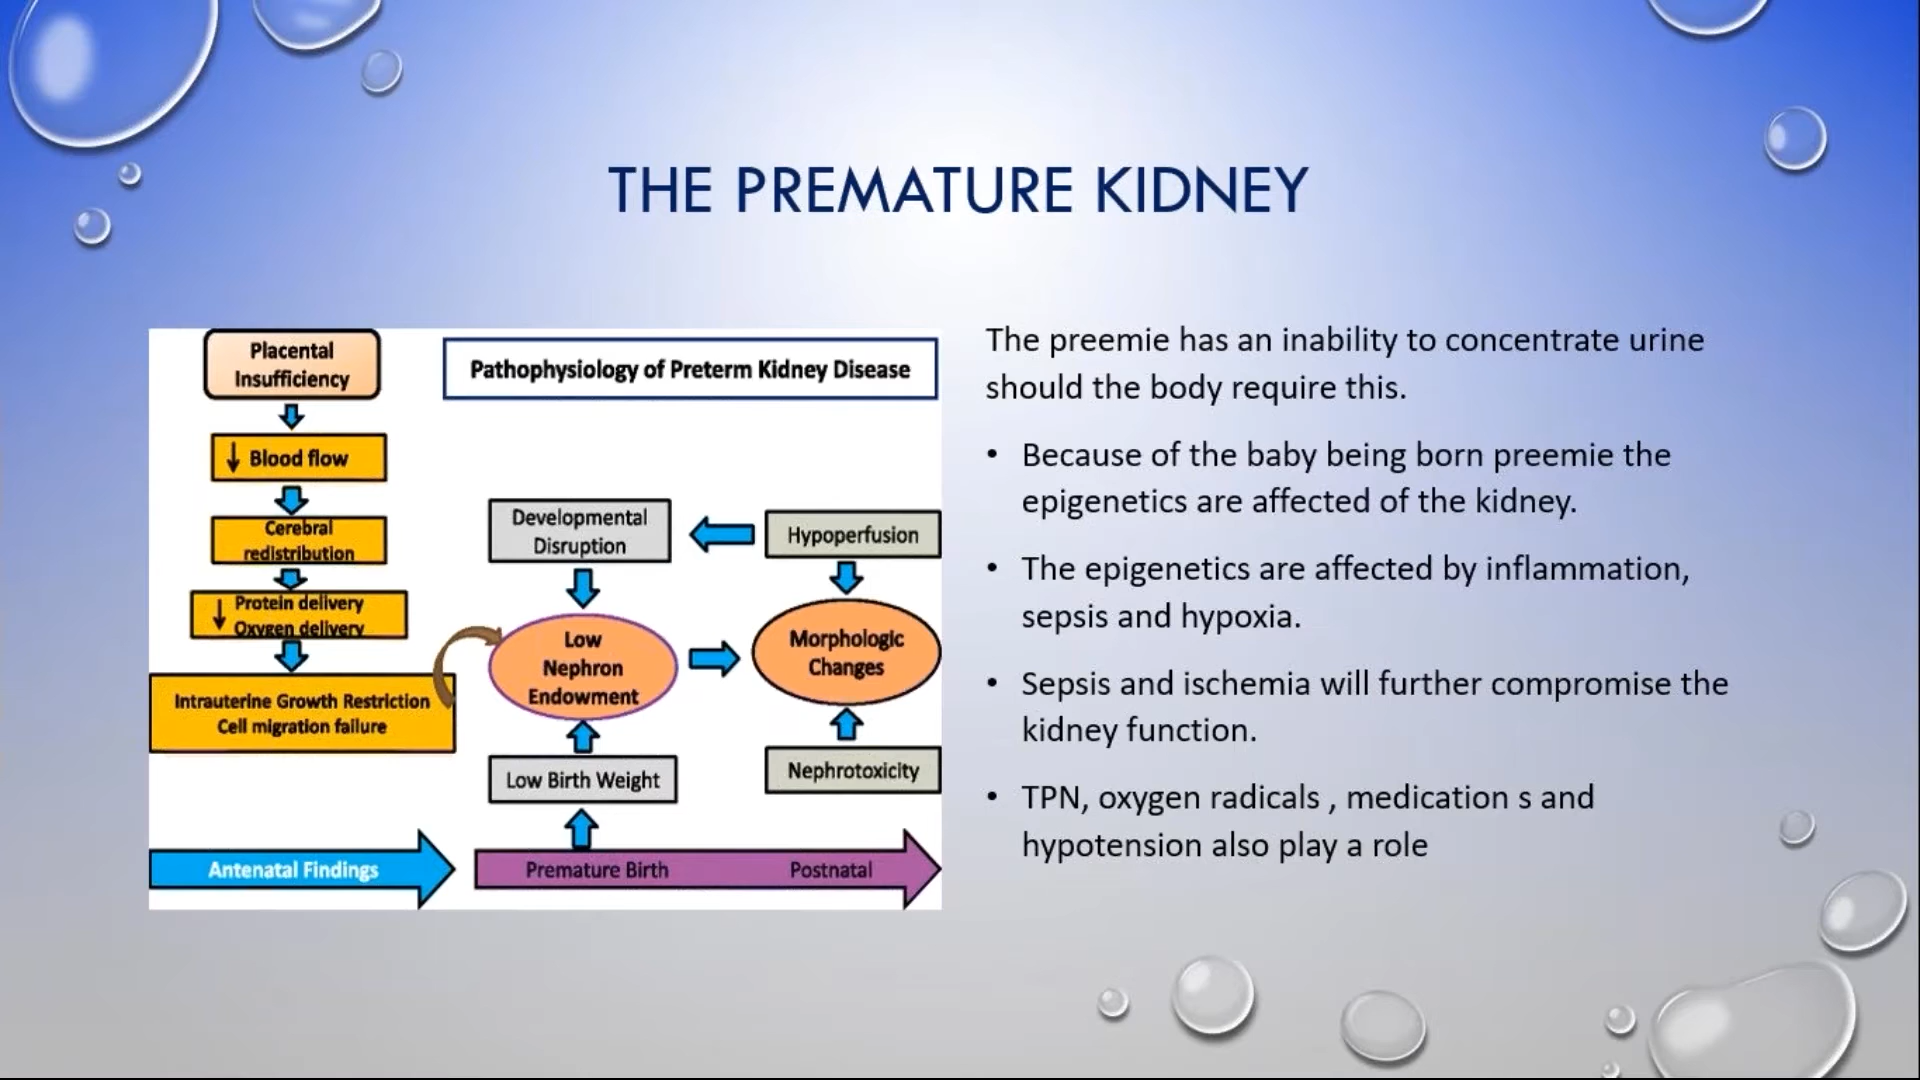 THE PREMATURE KIDNEY
Placental
Insufficiency
↓ Blood flow
Cerebral
redistribution
↓ Protein delivery
Oxygen delivery
Intrauterine Growth Restriction
Cell migration failure
Antenatal Findings
Pathophysiology of Preterm Kidney Disease
Developmental
Disruption
Hypoperfusion
Low
Nephron
Endowment
Morphologic
Changes
Low Birth Weight
Nephrotoxicity
Premature Birth
Postnatal
The preemie has an inability to concentrate urine
should the body require this.
• Because of the baby being born preemie the
epigenetics are affected of the kidney.
• The epigenetics are affected by inflammation,
sepsis and hypoxia.
• Sepsis and ischemia will further compromise the
kidney function.
• TPN, oxygen radicals , medication s and
hypotension also play a role